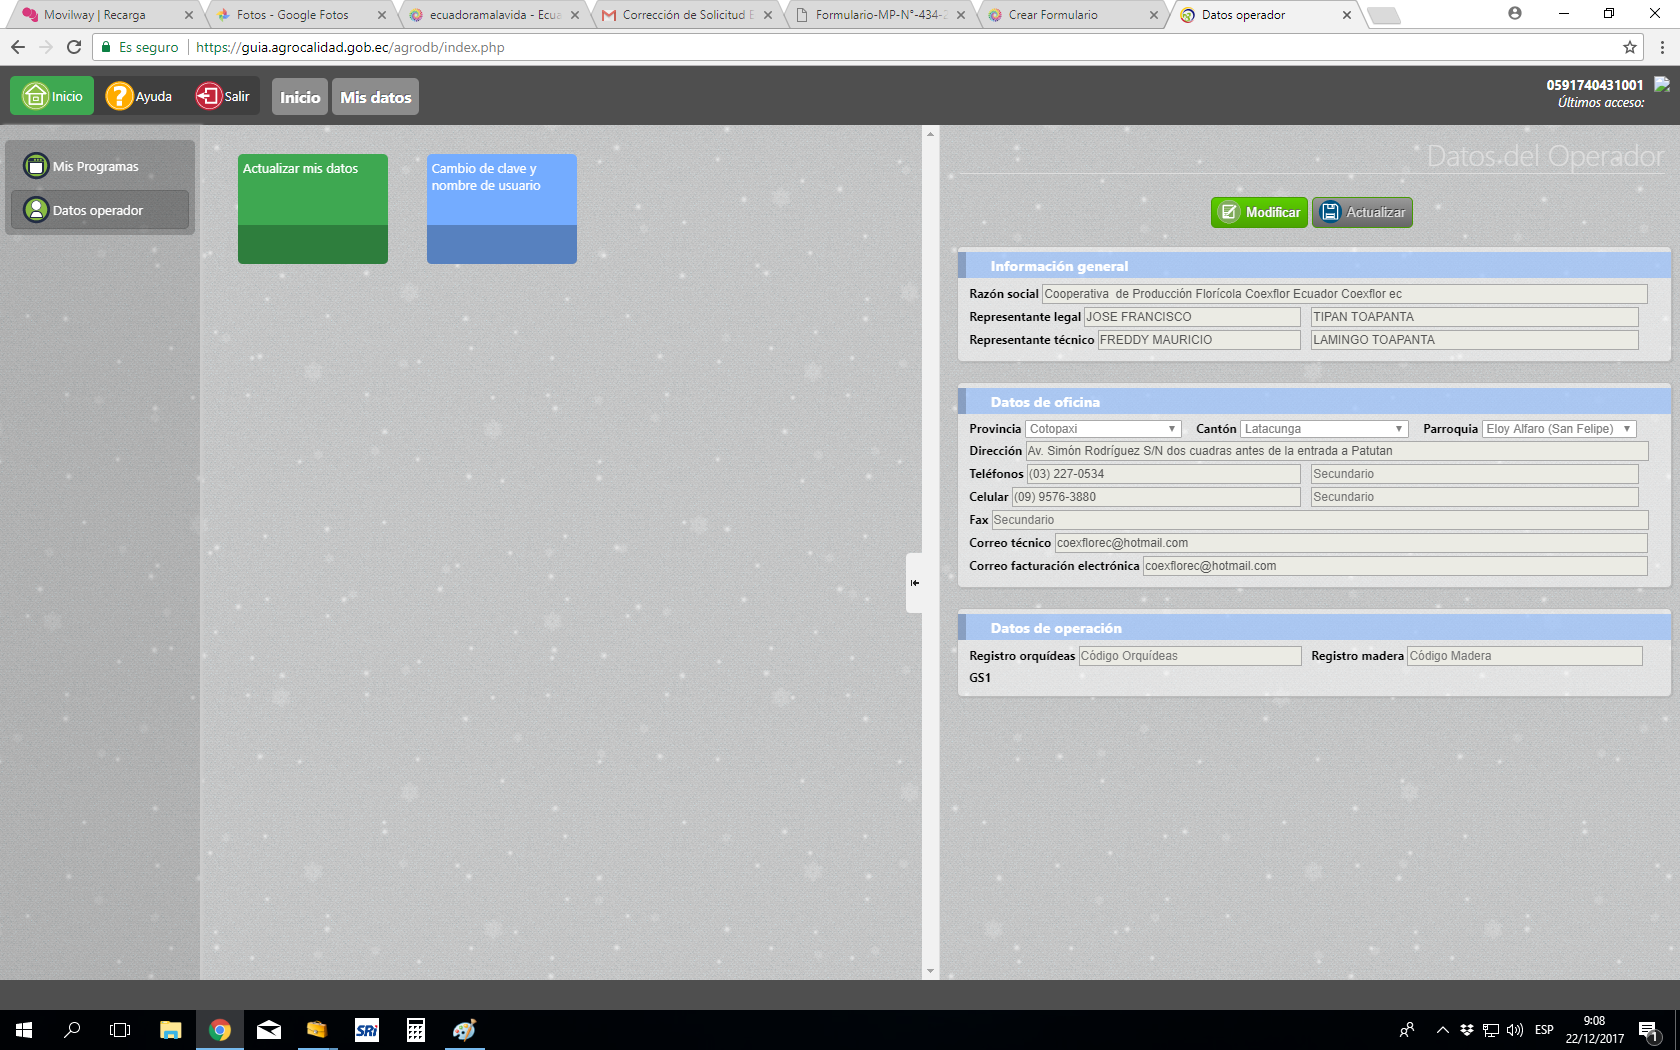 Movilway | Recarga
Fotos - Google Fotos
ecuadoramalavida - Ecua
Corrección de Solicitud E
Formulario-MP-N°-434-2
Crear Formulario
Datos operador
Es seguro
https://guia.agrocalidad.gob.ec/agrodb/index.php
Inicio
Ayuda
Salir
Inicio
Mis datos
0591740431001
Últimos acceso:
Mis Programas
Datos operador
Actualizar mis datos
Cambio de clave y
nombre de usuario
Datos del Operador
Modificar
Actualizar
Información general
Razón social Cooperativa de Producción Florícola Coexflor Ecuador Coexflor ec
Representante legal JOSE FRANCISCO TIPAN TOAPANTA
Representante técnico FREDDY MAURICIO LAMINGO TOAPANTA
Datos de oficina
Provincia Cotopaxi Cantón Latacunga Parroquia Eloy Alfaro (San Felipe)
Dirección Av. Simón Rodríguez S/N dos cuadras antes de la entrada a Patutan
Teléfonos (03) 227-0534 Secundario
Celular (09) 9576-3880 Secundario
Fax Secundario
Correo técnico coexflorec@hotmail.com
Correo facturación electrónica coexflorec@hotmail.com
Datos de operación
Registro orquídeas Código Orquídeas Registro madera Código Madera
GS1
SRi
ESP
9:08
22/12/2017
1